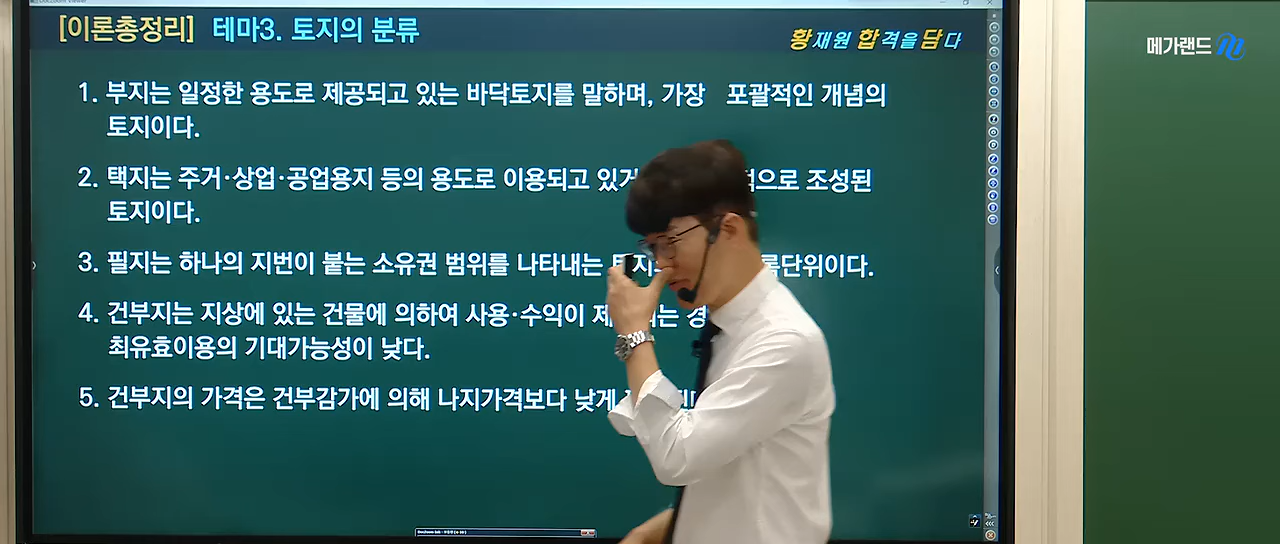 [이론총정리] 테마3. 토지의 분류
황재원 합격을 담다
메가랜드
1. 부지는 일정한 용도로 제공되고 있는 바닥토지를 말하며, 가장 포괄적인 개념의
토지이다.
2. 택지는 주거·상업·공업용지 등의 용도로 이용되고 있거 으로 조성된
토지이다.
3. 필지는 하나의 지번이 붙는 소유권 범위를 나타내는 록단위이다.
4. 건부지는 지상에 있는 건물에 의하여 사용·수익이 제 는 경
최유효이용의 기대가능성이 낮다.
5. 건부지의 가격은 건부감가에 의해 나지가격보다 낮게